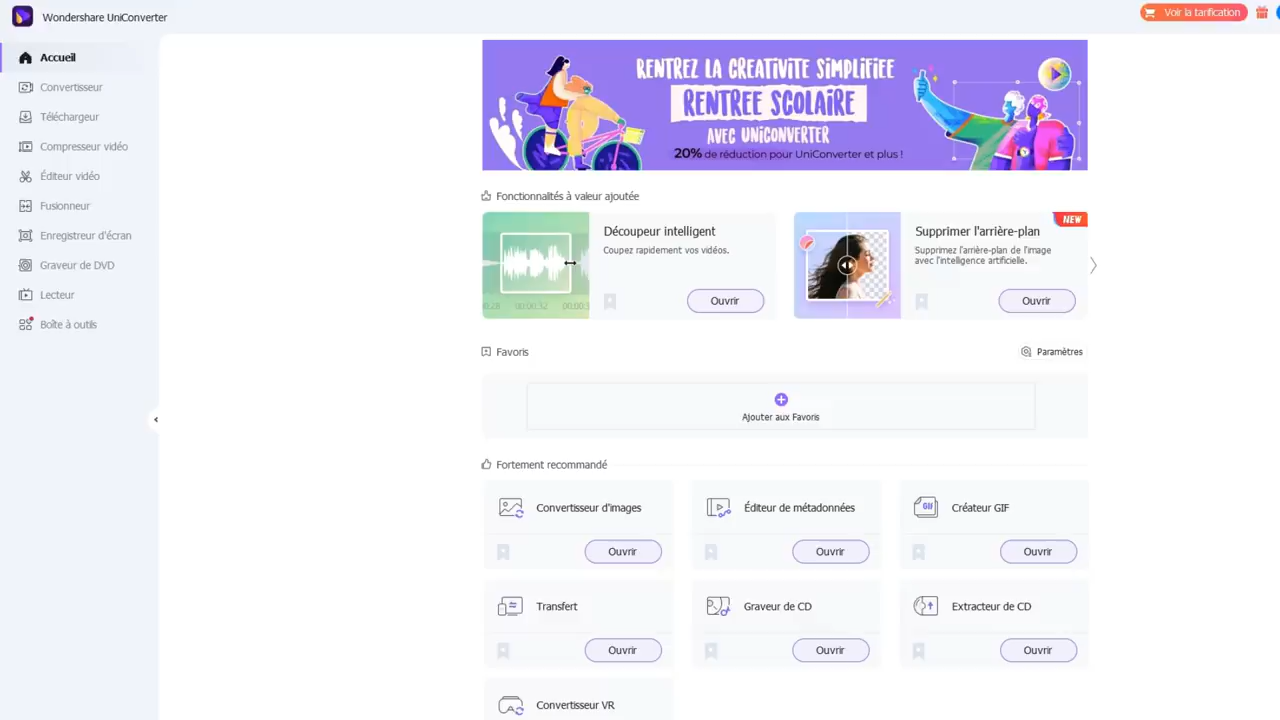 Wondershare UniConverter
Voir la tarification
Accueil
Convertisseur
Téléchargeur
Compresseur vidéo
Éditeur vidéo
Fusionneur
Enregistreur d'écran
Graveur de DVD
Lecteur
Boîte à outils
RENTREZ LA CREATIVITE SIMPLIFIEE
RENTREE SCOLAIRE
AVEC UNICONVERTER
20% de réduction pour UniConverter et plus !
Fonctionnalités à valeur ajoutée
Découpeur intelligent
Coupez rapidement vos vidéos.
Ouvrir
00:00:32
NEW
Supprimer l'arrière-plan
Supprimez l'arrière-plan de l'image
avec l'intelligence artificielle.
Ouvrir
Favoris
Paramètres
Ajouter aux Favoris
Fortement recommandé
Convertisseur d'images
Ouvrir
Éditeur de métadonnées
Ouvrir
GIF
Créateur GIF
Ouvrir
Transfert
Ouvrir
Graveur de CD
Ouvrir
Extracteur de CD
Ouvrir
Convertisseur VR